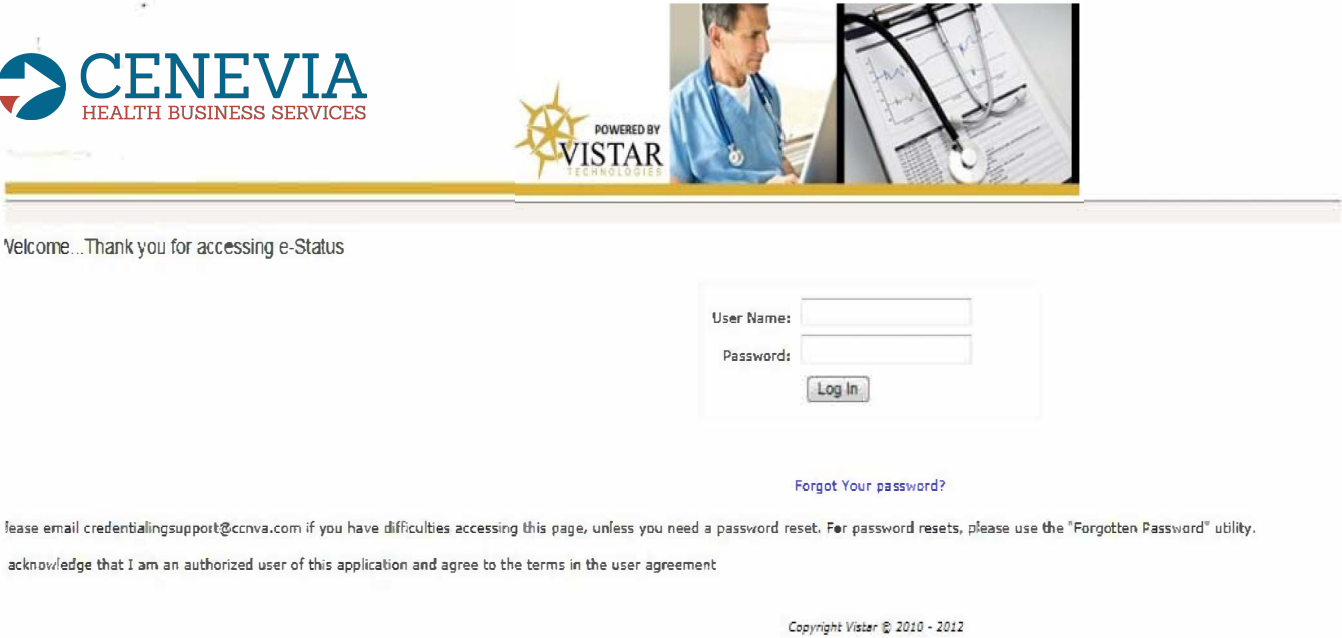 CENEVIA
HEALTH BUSINESS SERVICES
POWERED BY
VISTAR
TECHNOLOGIES
Velcome...Thank you for accessing e-Status
User Name:
Password:
Log In
Forgot Your password?
lease email credentialingsupport@ccnva.com if you have difficulties accessing this page, unless you need a password reset. For password resets, please use the "Forgotten Password" utility.
acknowledge that I am an authorized user of this application and agree to the terms in the user agreement
Copyright Vistar © 2010 - 2012